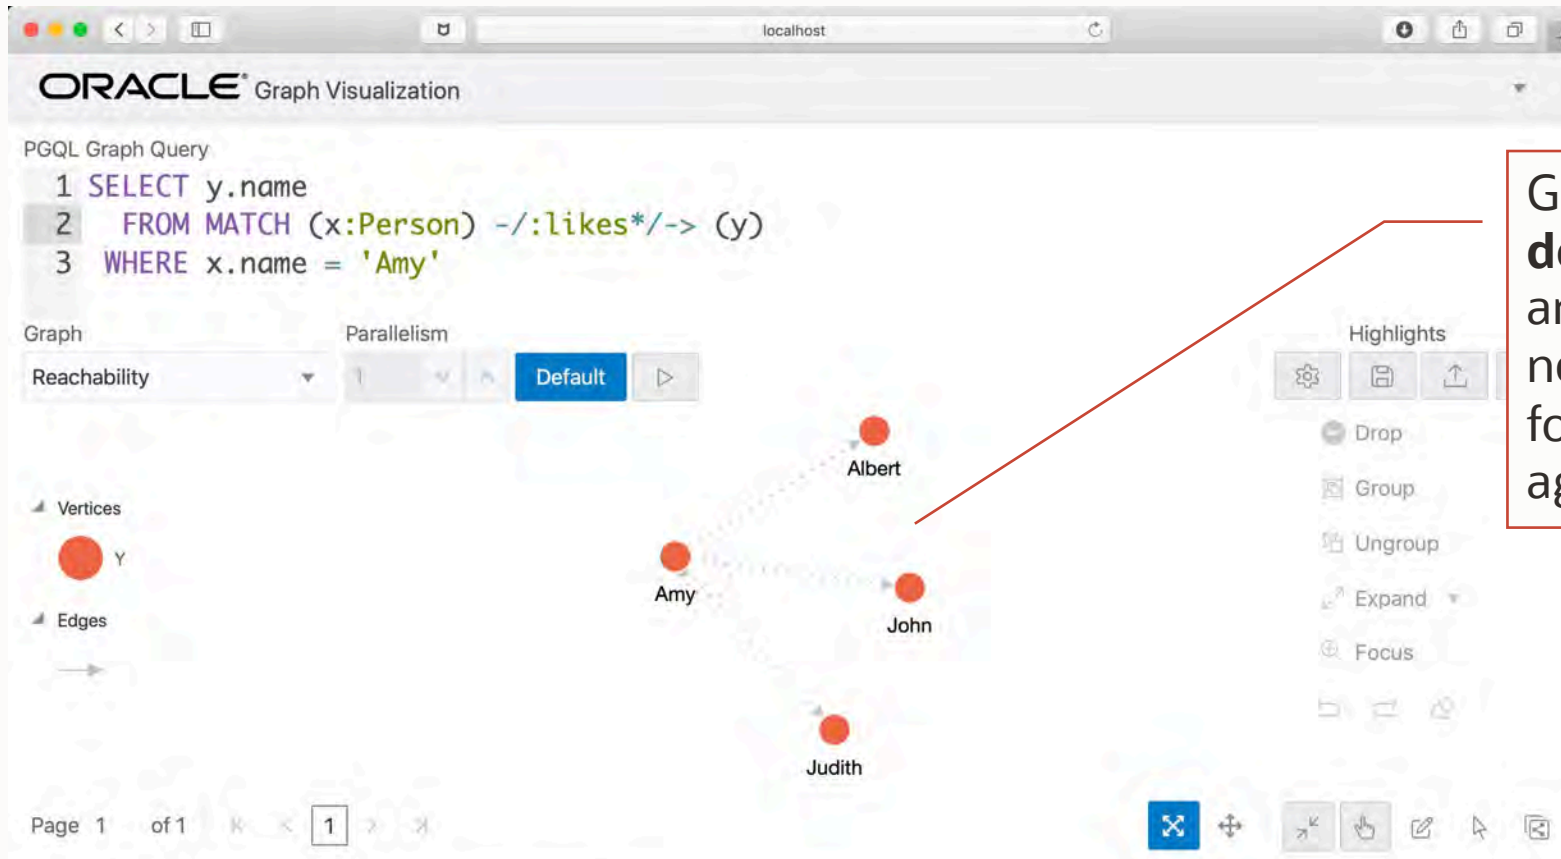 localhost
ORACLE® Graph Visualization
PGQL Graph Query
1 SELECT y.name
2 FROM MATCH (x:Person) -/:likes*/-> (y)
3 WHERE x.name = 'Amy'
Graph Parallelism Highlights
Reachability 1 Default
Drop
Albert
Group
Vertices
Y
Ungroup
Amy
Expand
Edges
John
Focus
Judith
Page 1 of 1 K < 1 > Ʞ